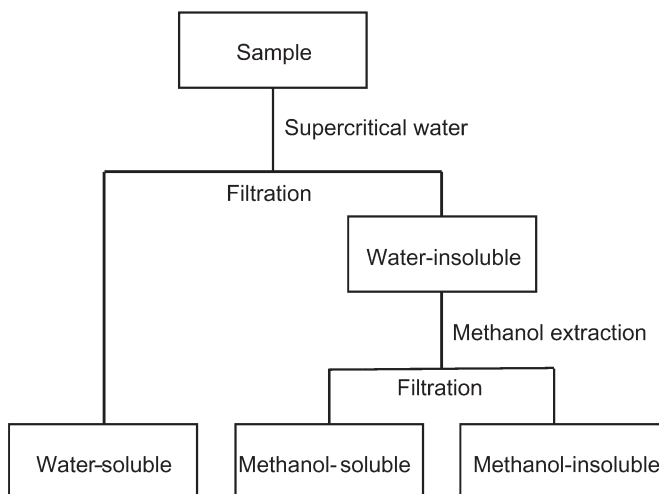 Sample
Supercritical water
Filtration
Water-insoluble
Methanol extraction
Filtration
Water-soluble
Methanol-soluble
Methanol-insoluble